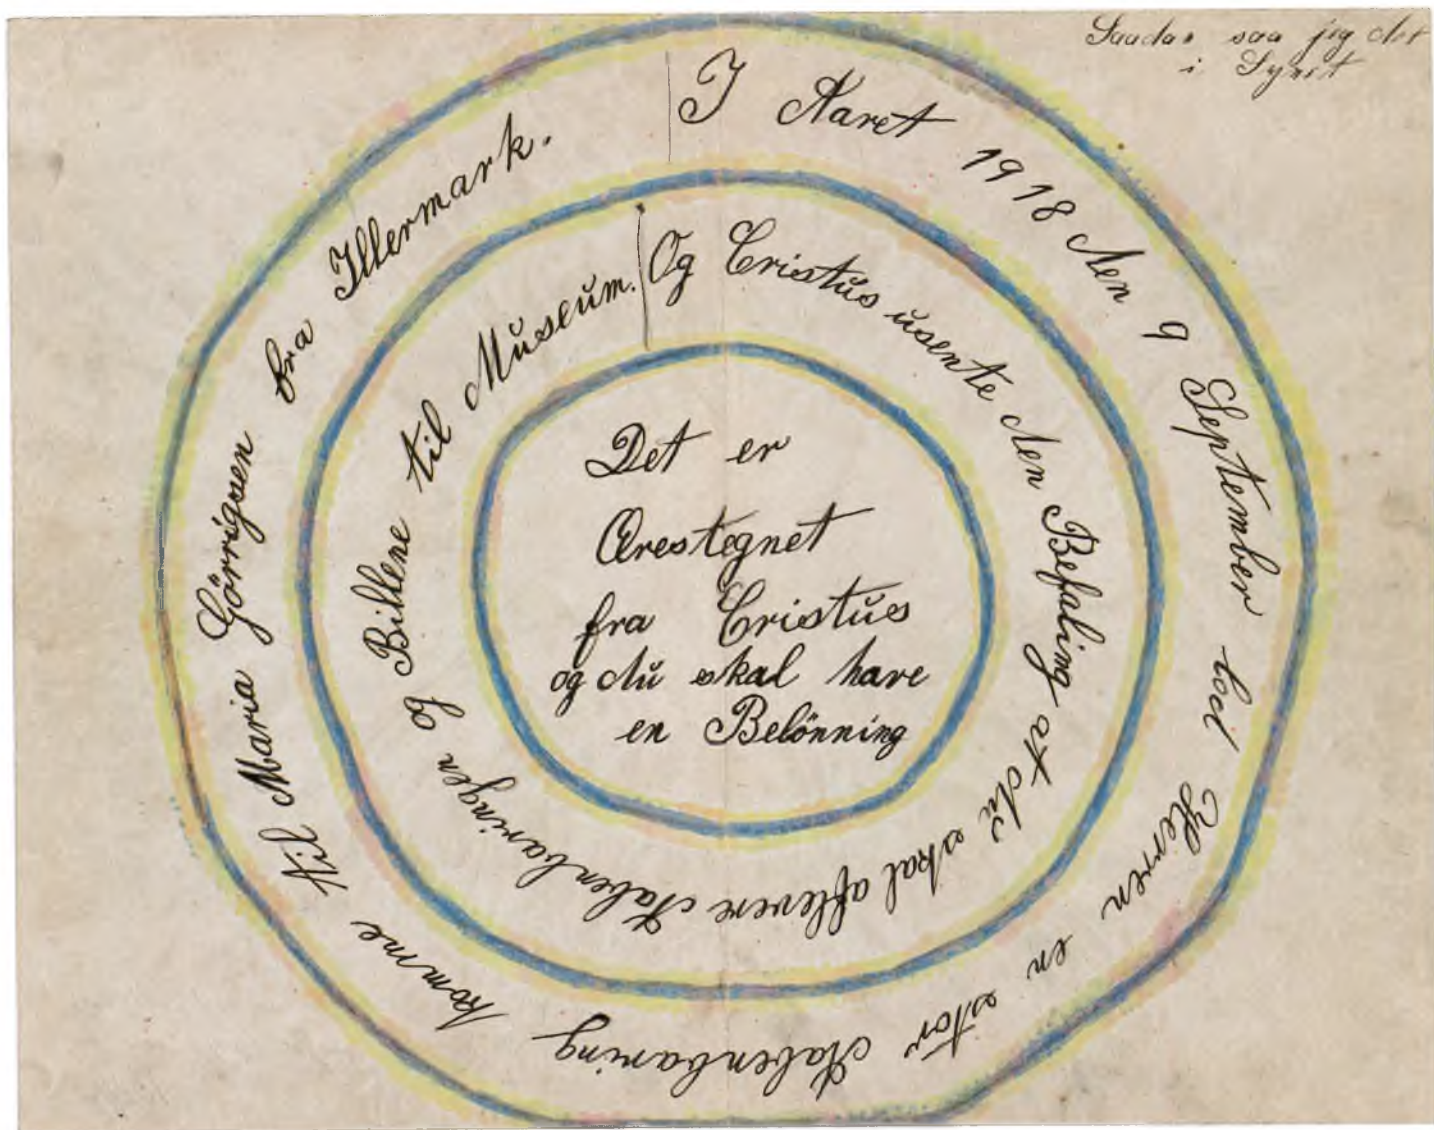 Saadan saa jeg det
i Synet
I Aaret 1918 den 9 September lod Herren en stor Aabenbaring komme til Maria Görrigsen fra Illermark.
Og Cristus usente den Befaling at du skal aflevere Aabenbaringen og Billene til Museum.
Det er
Ærestegnet
fra Cristus
og du skal have
en Belönning